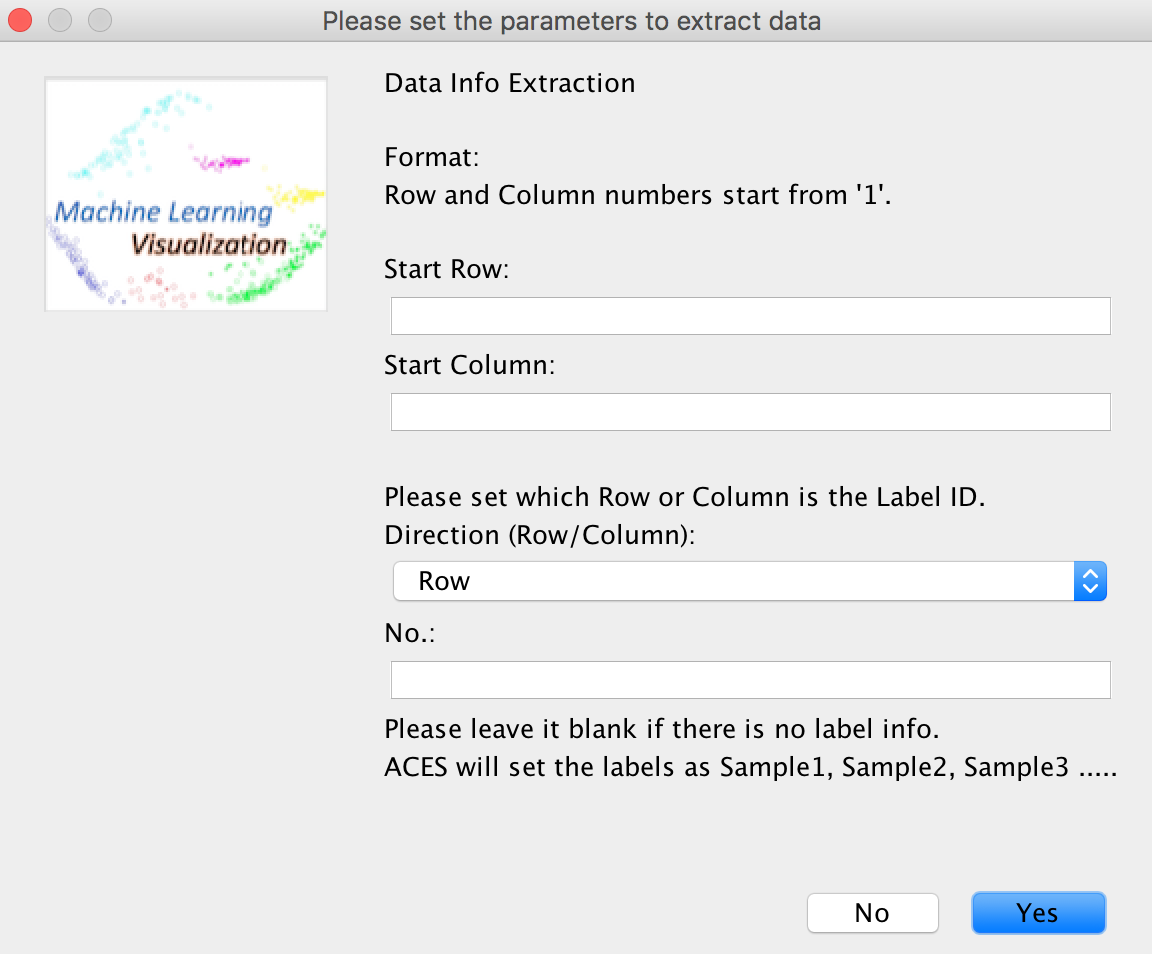 Please set the parameters to extract data
Machine Learning
Visualization
Data Info Extraction
Format:
Row and Column numbers start from '1'.
Start Row:
Start Column:
Please set which Row or Column is the Label ID.
Direction (Row/Column):
Row
No.:
Please leave it blank if there is no label info.
ACES will set the labels as Sample1, Sample2, Sample3 .....
No
Yes